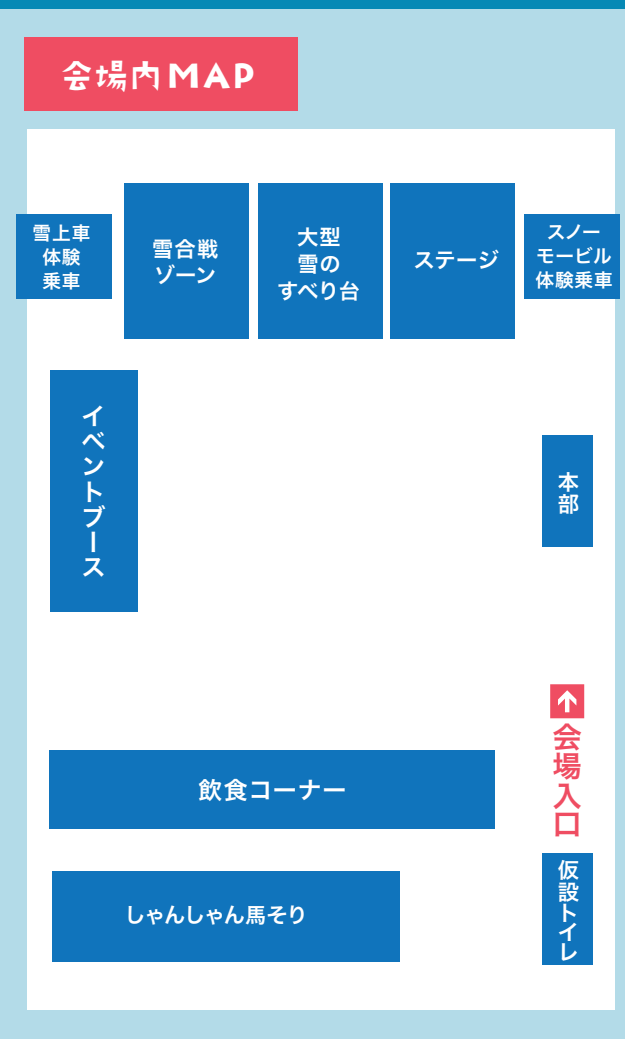 会場内MAP
雪上車
体験
乗車
雪合戦
ゾーン
大型
雪の
すべり台
ステージ
スノー
モービル
体験乗車
イベントブース
本部
会場入口
飲食コーナー
仮設トイレ
しゃんしゃん馬そり